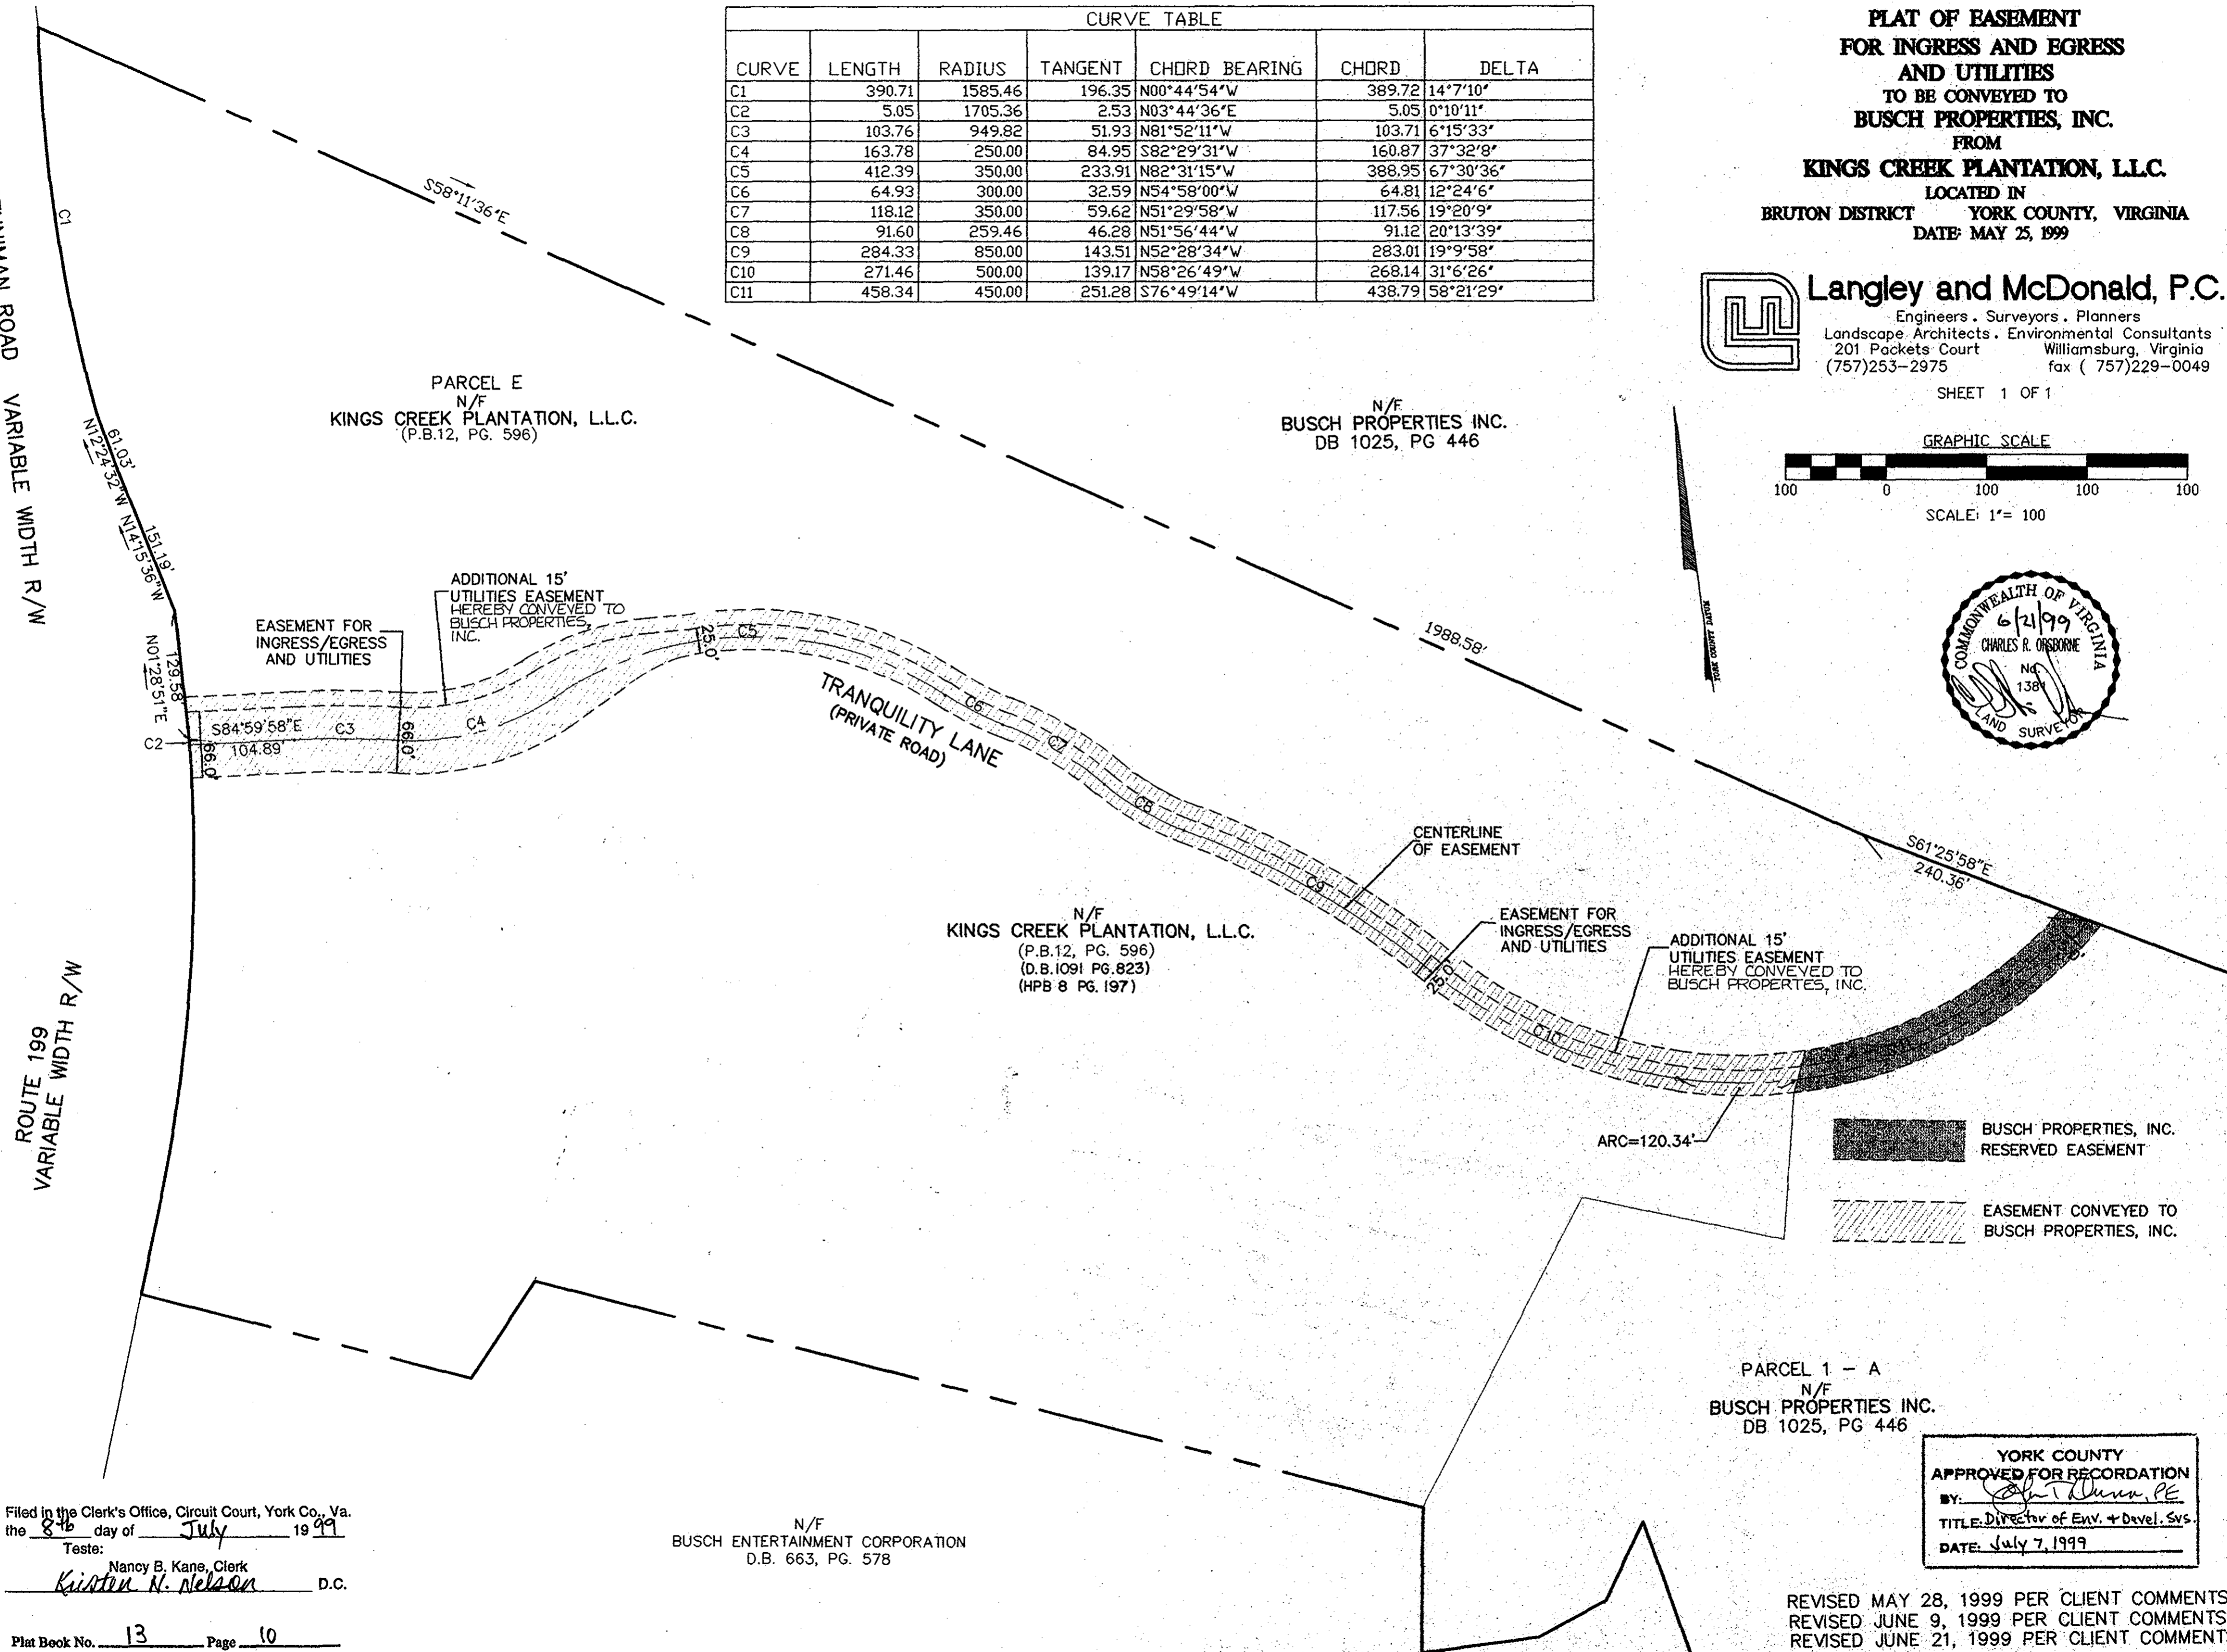 CURVE TABLE
CURVE LENGTH RADIUS TANGENT CHORD BEARING CHORD DELTA
C1 390.71 1585.46 196.35 N00°44'54"W 389.72 14°7'10"
C2 5.05 1705.36 2.53 N03°44'36"E 5.05 0°10'11"
C3 103.76 949.82 51.93 N81°52'11"W 103.71 6°15'33"
C4 163.78 250.00 84.95 S82°29'31"W 160.87 37°32'8"
C5 412.39 350.00 233.91 N82°31'15"W 388.95 67°30'36"
C6 64.93 300.00 32.59 N54°58'00"W 64.81 12°24'6"
C7 118.12 350.00 59.62 N51°29'58"W 117.56 19°20'9"
C8 91.60 259.46 46.28 N51°56'44"W 91.12 20°13'39"
C9 284.33 850.00 143.51 N52°28'34"W 283.01 19°9'58"
C10 271.46 500.00 139.17 N58°26'49"W 268.14 31°6'26"
C11 458.34 450.00 251.28 S76°49'14"W 438.79 58°21'29"
PLAT OF EASEMENT
FOR INGRESS AND EGRESS
AND UTILITIES
TO BE CONVEYED TO
BUSCH PROPERTIES, INC.
FROM
KINGS CREEK PLANTATION, L.L.C.
LOCATED IN
BRUTON DISTRICT YORK COUNTY, VIRGINIA
DATE: MAY 25, 1999
Langley and McDonald, P.C.
Engineers . Surveyors . Planners
Landscape Architects . Environmental Consultants
201 Packets Court Williamsburg, Virginia
(757)253-2975 fax ( 757)229-0049
SHEET 1 OF 1
GRAPHIC SCALE
100 0 100 100 100
SCALE: 1"= 100
COMMONWEALTH OF VIRGINIA
6/21/99
CHARLES R. ORSBORNE
No.
1381
LAND SURVEYOR
YORK COUNTY DATUM
C1
S58°11'36"E
ROAD VARIABLE WIDTH R/W
PARCEL E
N/F
KINGS CREEK PLANTATION, L.L.C.
(P.B.12, PG. 596)
N/F
BUSCH PROPERTIES INC.
DB 1025, PG 446
61.03'
N12°24'32"W
151.19'
N14°15'36"W
129.58'
N01°28'51"E
EASEMENT FOR
INGRESS/EGRESS
AND UTILITIES
ADDITIONAL 15'
UTILITIES EASEMENT
HEREBY CONVEYED TO
BUSCH PROPERTIES,
INC.
25.0'
C5
1988.58'
S84°59'58"E
104.89'
C3
C4
C2
66.0'
66.0'
C6
C7
TRANQUILITY LANE
(PRIVATE ROAD)
C8
CENTERLINE
OF EASEMENT
C9
S61°25'58"E
240.36'
N/F
KINGS CREEK PLANTATION, L.L.C.
(P.B.12, PG. 596)
(D.B.1091 PG.823)
(HPB 8 PG. 197)
EASEMENT FOR
INGRESS/EGRESS
AND UTILITIES
25.0'
ADDITIONAL 15'
UTILITIES EASEMENT
HEREBY CONVEYED TO
BUSCH PROPERTES, INC.
C10
ARC=120.34'
ROUTE 199
VARIABLE WIDTH R/W
BUSCH PROPERTIES, INC.
RESERVED EASEMENT
EASEMENT CONVEYED TO
BUSCH PROPERTIES, INC.
PARCEL 1 - A
N/F
BUSCH PROPERTIES INC.
DB 1025, PG 446
YORK COUNTY
APPROVED FOR RECORDATION
BY: John T Dunn, PE
TITLE: Director of Env. + Devel. Svs.
DATE: July 7, 1999
N/F
BUSCH ENTERTAINMENT CORPORATION
D.B. 663, PG. 578
Filed in the Clerk's Office, Circuit Court, York Co., Va.
the 8th day of July 1999
Teste:
Nancy B. Kane, Clerk
Kristen N. Nelson D.C.
Plat Book No. 13 Page 10
REVISED MAY 28, 1999 PER CLIENT COMMENTS
REVISED JUNE 9, 1999 PER CLIENT COMMENTS
REVISED JUNE 21, 1999 PER CLIENT COMMENT